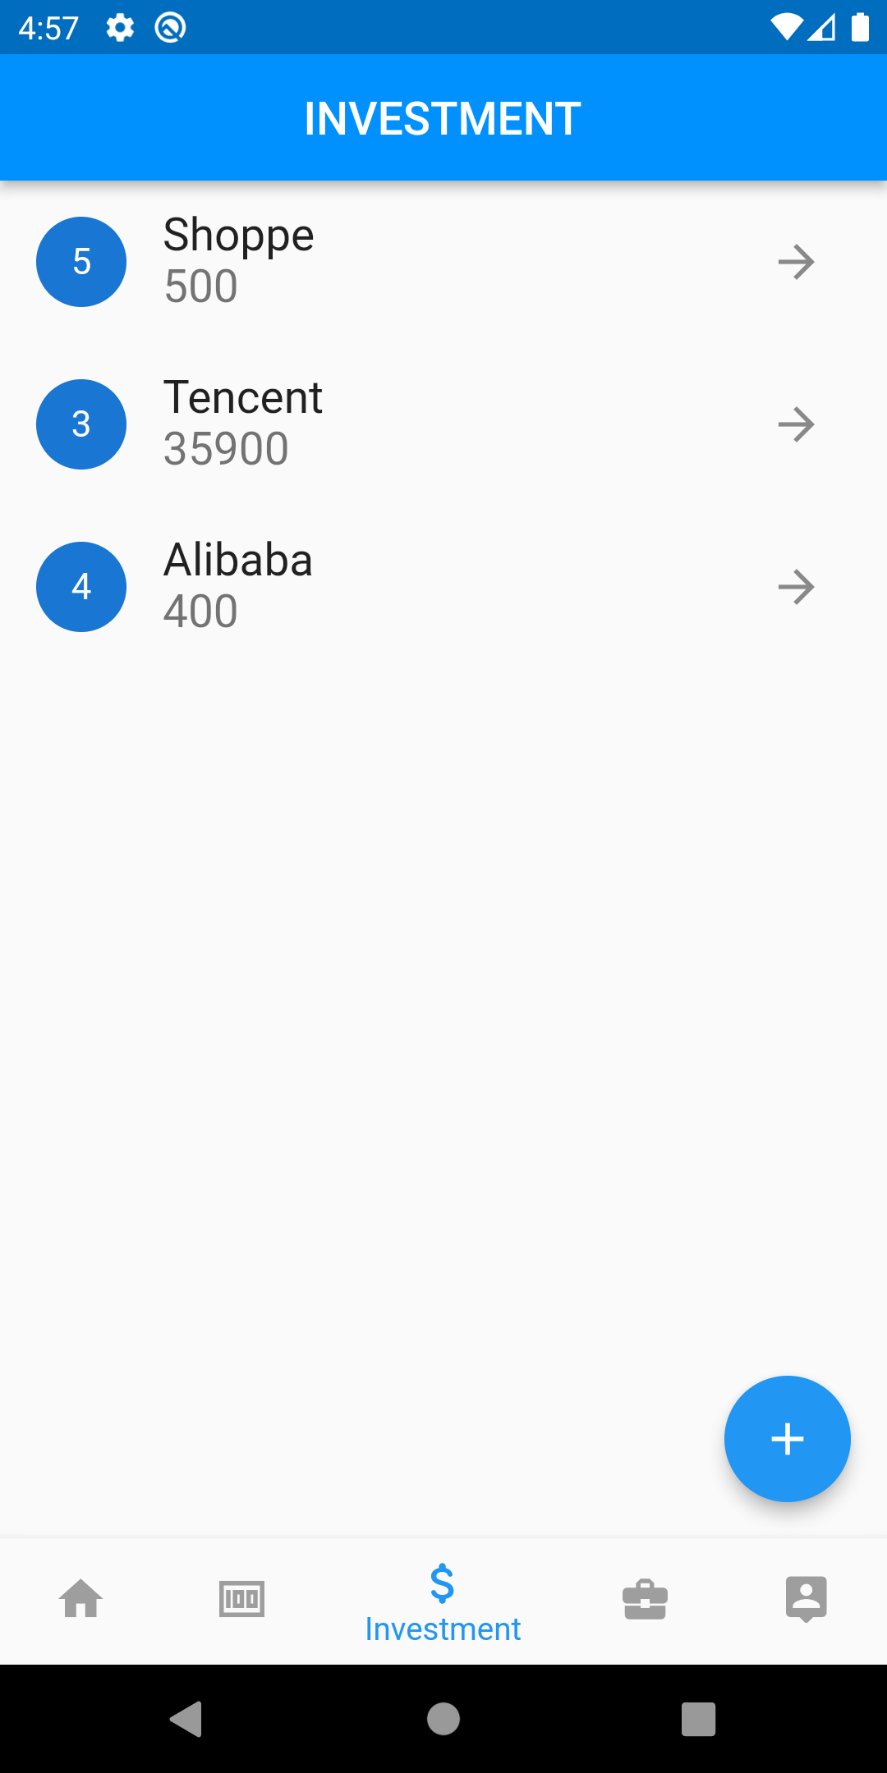 4:57
INVESTMENT
5
Shoppe
500
3
Tencent
35900
4
Alibaba
400
Investment